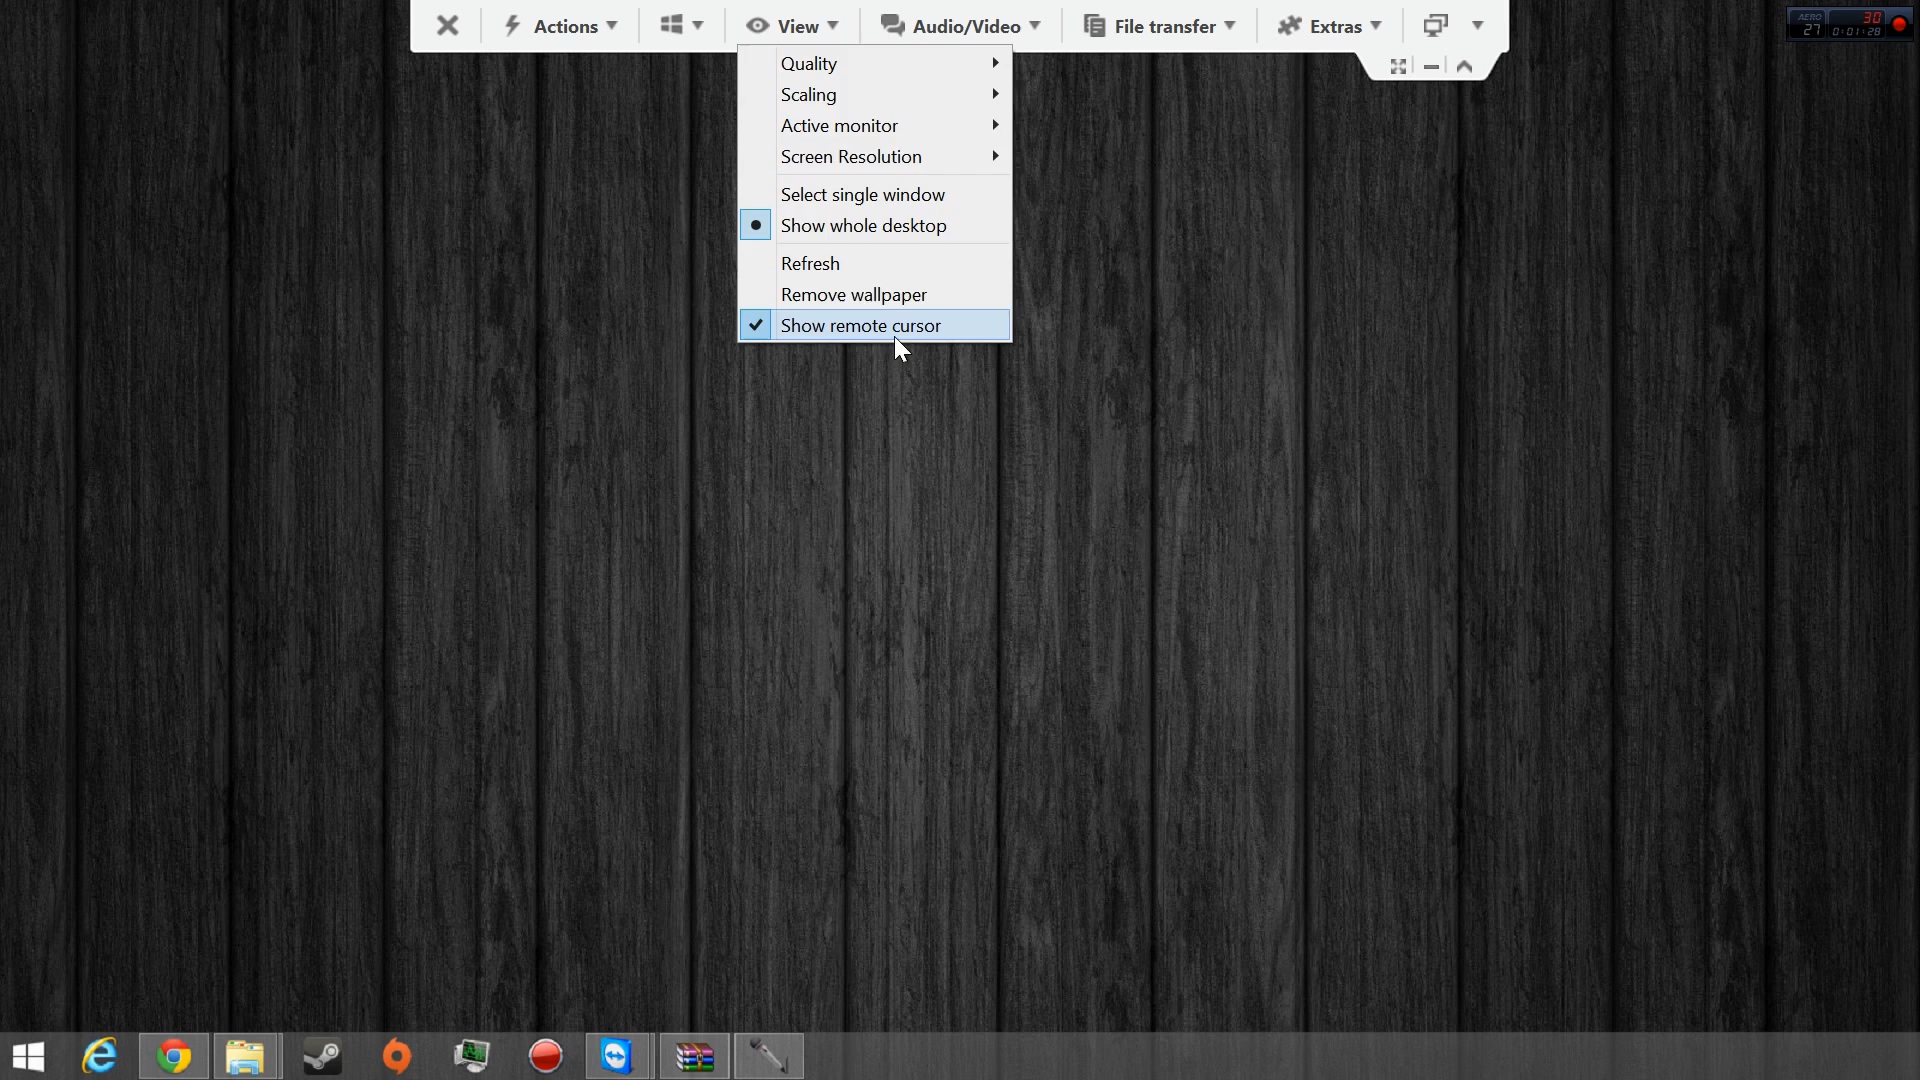 Actions
View
Audio/Video
File transfer
Extras
AERO
30
27
0:01:28
Quality
Scaling
Active monitor
Screen Resolution
Select single window
Show whole desktop
Refresh
Remove wallpaper
Show remote cursor